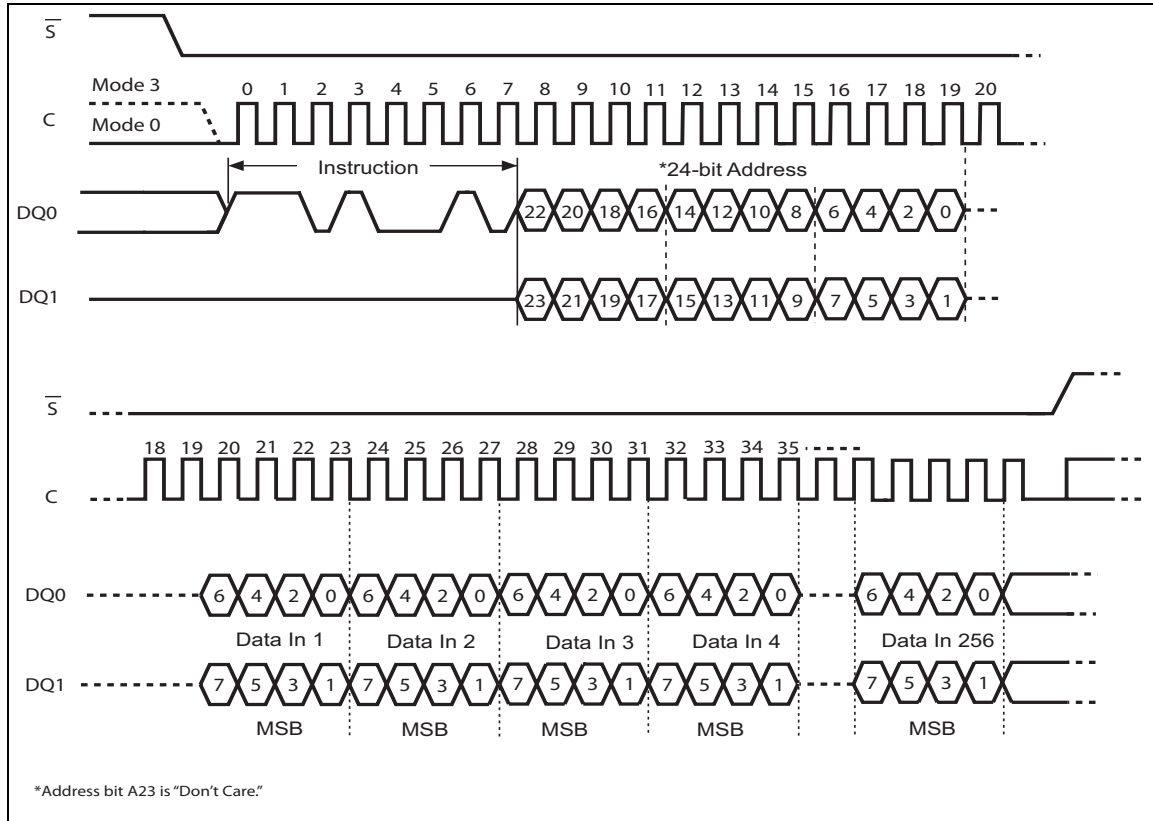 S
Mode 3
0 1 2 3 4 5 6 7 8 9 10 11 12 13 14 15 16 17 18 19 20
C
Mode 0
Instruction
*24-bit Address
DQ0
22 20 18 16 14 12 10 8 6 4 2 0
DQ1
23 21 19 17 15 13 11 9 7 5 3 1
S
18 19 20 21 22 23 24 25 26 27 28 29 30 31 32 33 34 35
C
DQ0
6 4 2 0 6 4 2 0 6 4 2 0 6 4 2 0 6 4 2 0
Data In 1 Data In 2 Data In 3 Data In 4 Data In 256
DQ1
7 5 3 1 7 5 3 1 7 5 3 1 7 5 3 1 7 5 3 1
MSB MSB MSB MSB MSB
*Address bit A23 is “Don’t Care.”